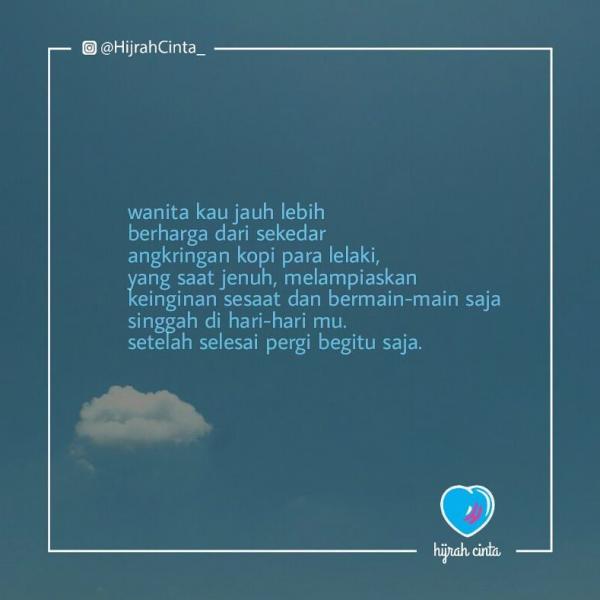 @HijrahCinta_
wanita kau jauh lebih
berharga dari sekedar
angkringan kopi para lelaki,
yang saat jenuh, melampiaskan
keinginan sesaat dan bermain-main saja
singgah di hari-hari mu.
setelah selesai pergi begitu saja.
hijrah cinta